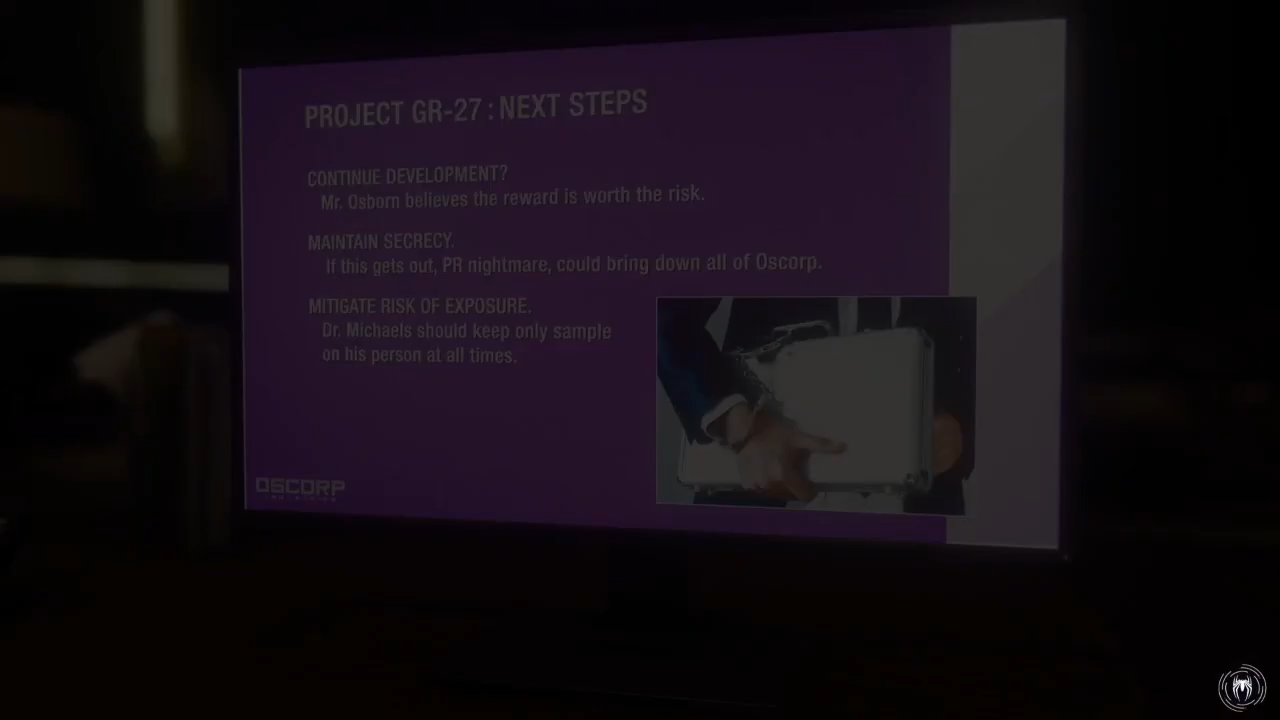 PROJECT GR-27 : NEXT STEPS
CONTINUE DEVELOPMENT?
Mr. Osborn believes the reward is worth the risk.
MAINTAIN SECRECY.
If this gets out, PR nightmare, could bring down all of Oscorp.
MITIGATE RISK OF EXPOSURE.
Dr. Michaels should keep only sample
on his person at all times.
OSCORP